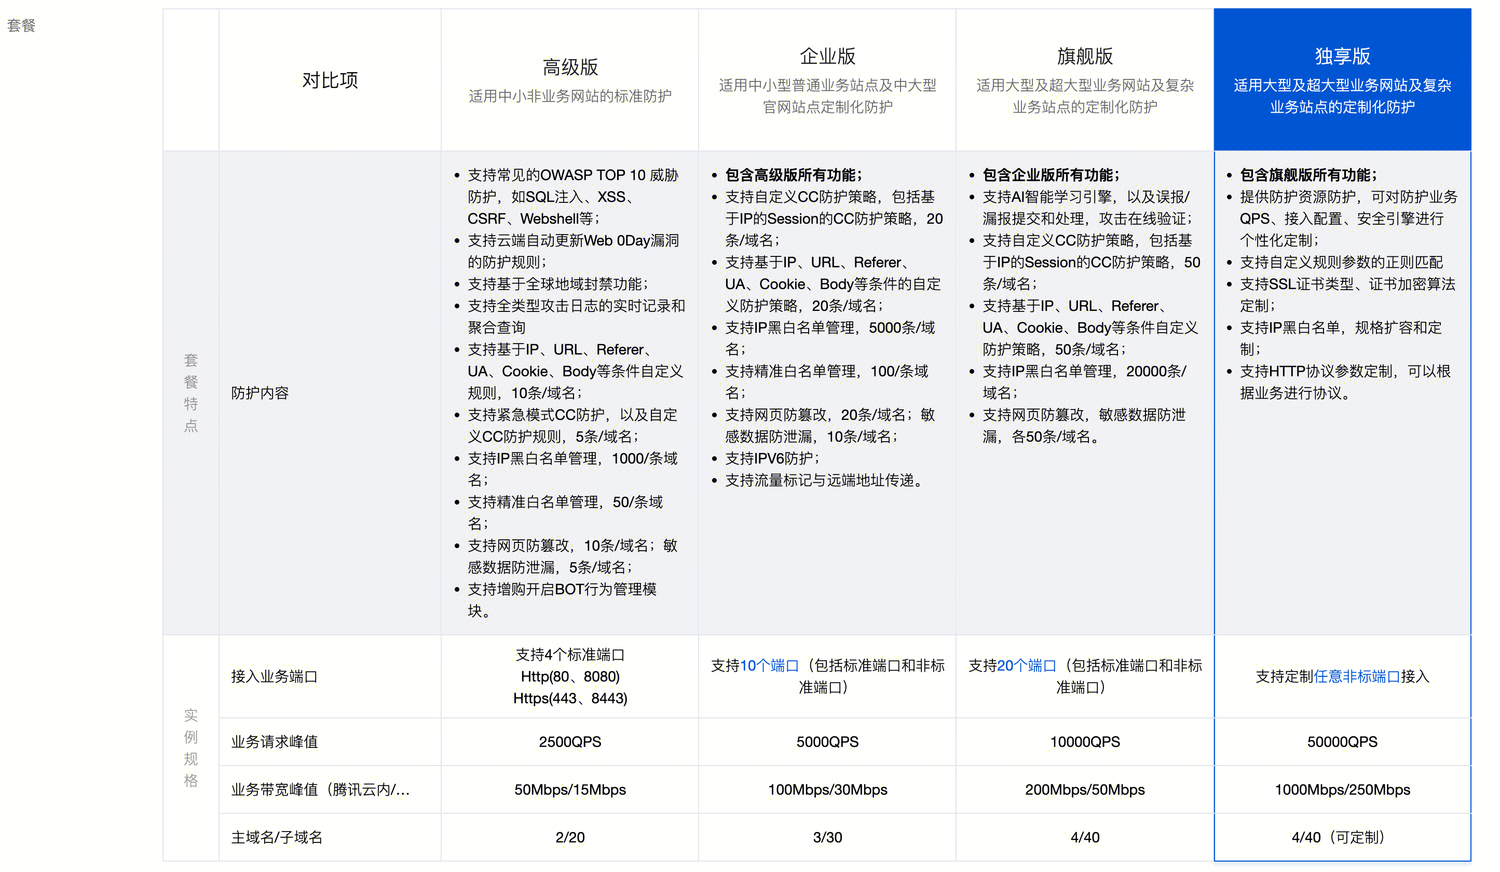 套餐
对比项
高级版
适用中小非业务网站的标准防护
企业版
适用中小型普通业务站点及中大型
官网站点定制化防护
旗舰版
适用大型及超大型业务网站及复杂
业务站点的定制化防护
独享版
适用大型及超大型业务网站及复杂
业务站点的定制化防护
套
餐
特
点
防护内容
• 支持常见的OWASP TOP 10 威胁
防护，如SQL注入、XSS、
CSRF、Webshell等；
• 支持云端自动更新Web 0Day漏洞
的防护规则；
• 支持基于全球地域封禁功能；
• 支持全类型攻击日志的实时记录和
聚合查询
• 支持基于IP、URL、Referer、
UA、Cookie、Body等条件自定义
规则，10条/域名；
• 支持紧急模式CC防护，以及自定
义CC防护规则，5条/域名；
• 支持IP黑白名单管理，1000/条域
名；
• 支持精准白名单管理，50/条域
名；
• 支持网页防篡改，10条/域名；敏
感数据防泄漏，5条/域名；
• 支持增购开启BOT行为管理模
块。
• 包含高级版所有功能；
• 支持自定义CC防护策略，包括基
于IP的Session的CC防护策略，20
条/域名；
• 支持基于IP、URL、Referer、
UA、Cookie、Body等条件的自定
义防护策略，20条/域名；
• 支持IP黑白名单管理，5000条/域
名；
• 支持精准白名单管理，100/条域
名；
• 支持网页防篡改，20条/域名；敏
感数据防泄漏，10条/域名；
• 支持IPV6防护；
• 支持流量标记与远端地址传递。
• 包含企业版所有功能；
• 支持AI智能学习引擎，以及误报/
漏报提交和处理，攻击在线验证；
• 支持自定义CC防护策略，包括基
于IP的Session的CC防护策略，50
条/域名；
• 支持基于IP、URL、Referer、
UA、Cookie、Body等条件自定义
防护策略，50条/域名；
• 支持IP黑白名单管理，20000条/
域名；
• 支持网页防篡改，敏感数据防泄
漏，各50条/域名。
• 包含旗舰版所有功能；
• 提供防护资源防护，可对防护业务
QPS、接入配置、安全引擎进行
个性化定制；
• 支持自定义规则参数的正则匹配
• 支持SSL证书类型、证书加密算法
定制；
• 支持IP黑白名单，规格扩容和定
制；
• 支持HTTP协议参数定制，可以根
据业务进行协议。
实
例
规
格
接入业务端口
支持4个标准端口
Http(80、8080)
Https(443、8443)
支持10个端口（包括标准端口和非标
准端口）
支持20个端口（包括标准端口和非标
准端口）
支持定制任意非标端口接入
业务请求峰值
2500QPS
5000QPS
10000QPS
50000QPS
业务带宽峰值（腾讯云内/...
50Mbps/15Mbps
100Mbps/30Mbps
200Mbps/50Mbps
1000Mbps/250Mbps
主域名/子域名
2/20
3/30
4/40
4/40（可定制）